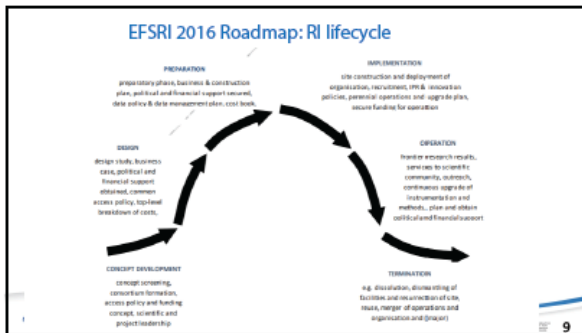 EFSRI 2016 Roadmap: RI lifecycle
PREPARATION
preparatory phase, business & construction
plan, political and financial support secured,
data policy & data management plan, cost book,
IMPLEMENTATION
site construction and deployment of
organisation, recruitment, IPR & innovation
policies, perennial operations and upgrade plan,
secure funding for operation
DESIGN
design study, business
case, political and
financial support
obtained, common
access policy, top-level
breakdown of costs,
OPERATION
frontier research results,
services to scientific
community, outreach,
continuous upgrade of
instrumentation and
methods., plan and obtain
political and financial support
CONCEPT DEVELOPMENT
concept screening,
consortium formation,
access policy and funding
concept, scientific and
project leadership
TERMINATION
e.g. dissolution, dismantling of
facilities and resurrection of site,
reuse, merger of operations and
organisation and (major)
9